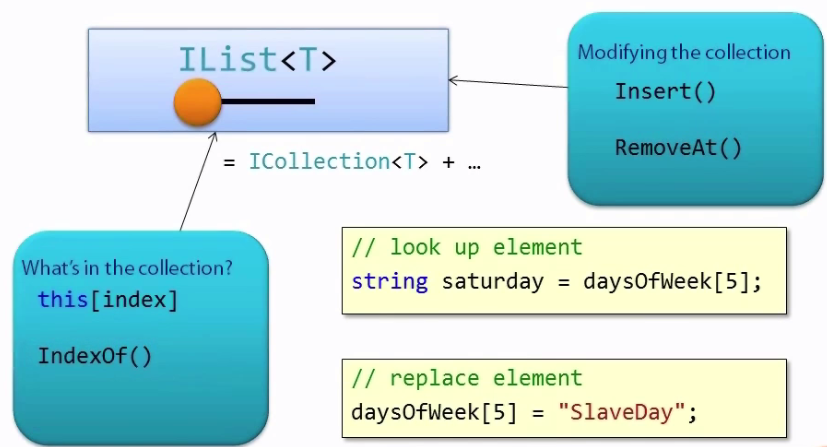 IList<T>
= ICollection<T> + …
Modifying the collection
Insert()
RemoveAt()
What's in the collection?
this[index]
IndexOf()
// look up element
string saturday = daysOfWeek[5];
// replace element
daysOfWeek[5] = "SlaveDay";